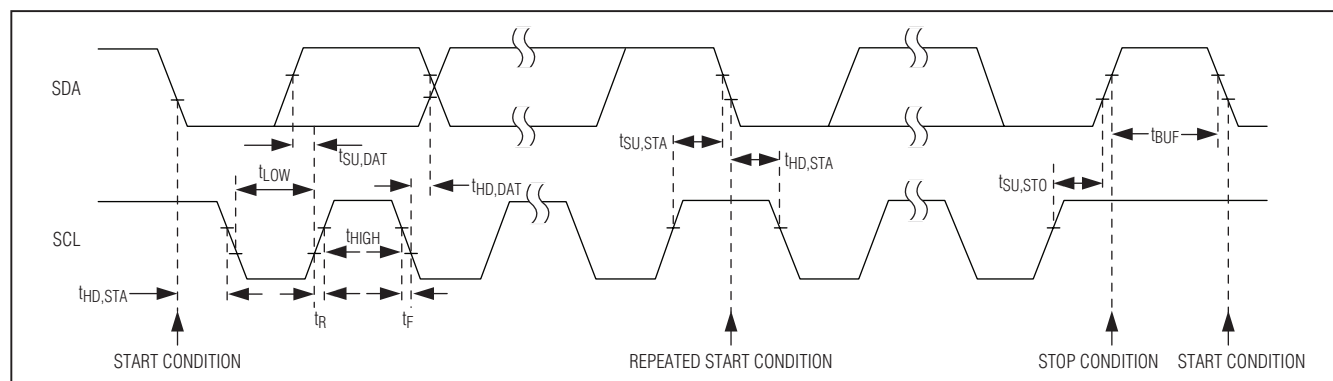 SDA
tSU,DAT
tLOW
tHD,DAT
tSU,STA
tHD,STA
tBUF
tSU,STO
SCL
tHIGH
tHD,STA
tR
tF
START CONDITION
REPEATED START CONDITION
STOP CONDITION
START CONDITION